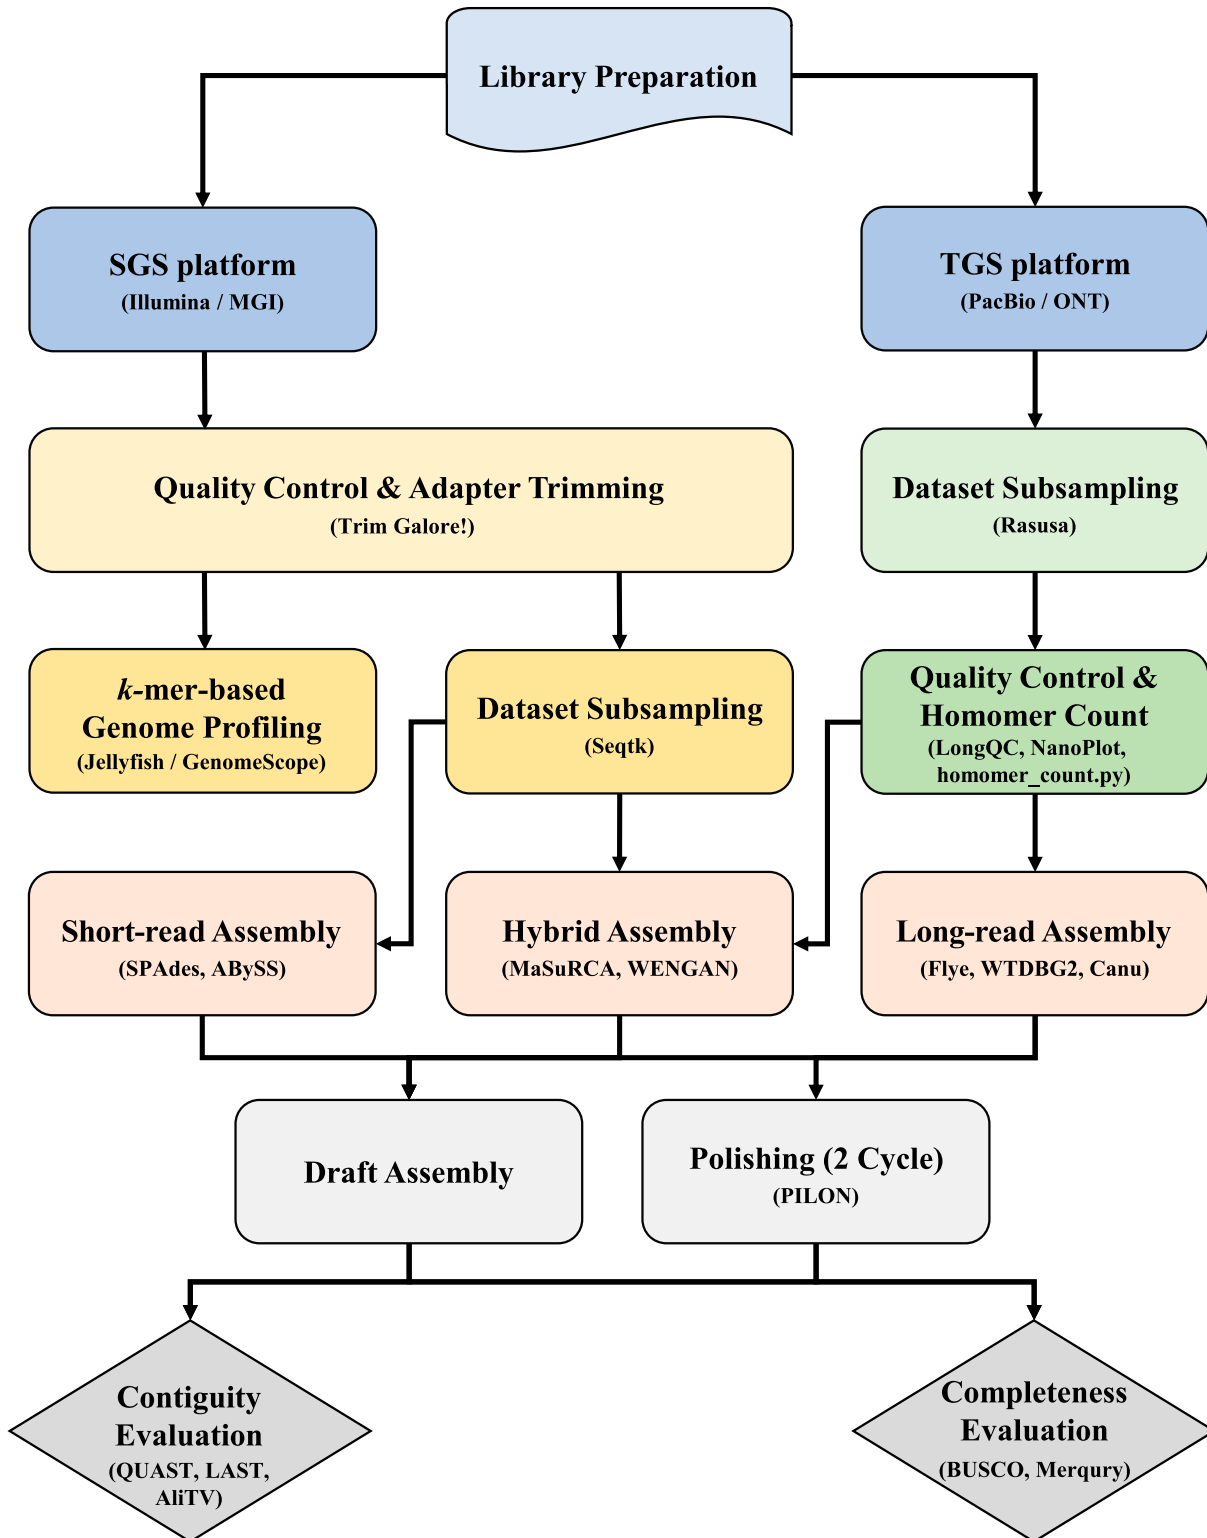 Library Preparation
SGS platform
(Illumina / MGI)
TGS platform
(PacBio / ONT)
Quality Control & Adapter Trimming
(Trim Galore!)
Dataset Subsampling
(Rasusa)
k-mer-based
Genome Profiling
(Jellyfish / GenomeScope)
Dataset Subsampling
(Seqtk)
Quality Control &
Homomer Count
(LongQC, NanoPlot,
homomer_count.py)
Short-read Assembly
(SPAdes, ABySS)
Hybrid Assembly
(MaSuRCA, WENGAN)
Long-read Assembly
(Flye, WTDBG2, Canu)
Draft Assembly
Polishing (2 Cycle)
(PILON)
Contiguity
Evaluation
(QUAST, LAST,
AliTV)
Completeness
Evaluation
(BUSCO, Merqury)